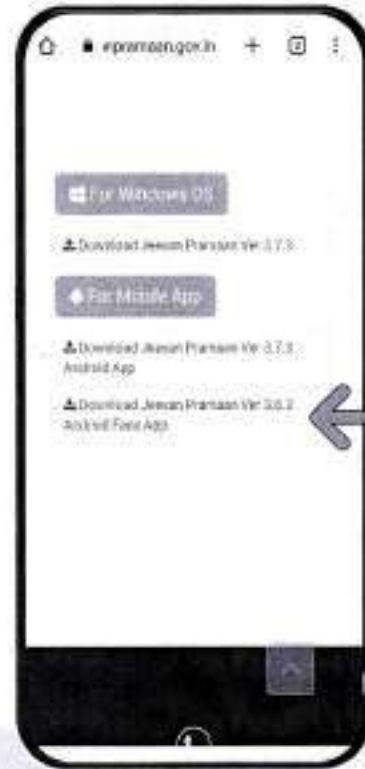 npramaan.gov.in
For Windows OS
Download Jeevan Pramaan Ver 3.7.3
For Mobile App
Download Jeevan Pramaan Ver 3.7.3
Android App
Download Jeevan Pramaan Ver 3.6.3
Android Face App